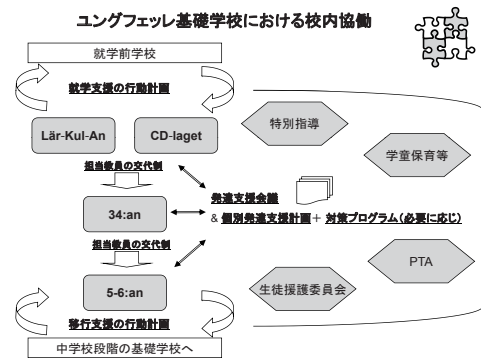 ユングフェッレ基礎学校における校内協働
就学前学校
就学支援の行動計画
Lär-Kul-An
CD-laget
特別指導
学童保育等
担当教員の交代制
発達支援会議
34:an
& 個別発達支援計画＋ 対策プログラム（必要に応じ）
担当教員の交代制
PTA
5-6:an
生徒援護委員会
移行支援の行動計画
中学校段階の基礎学校へ